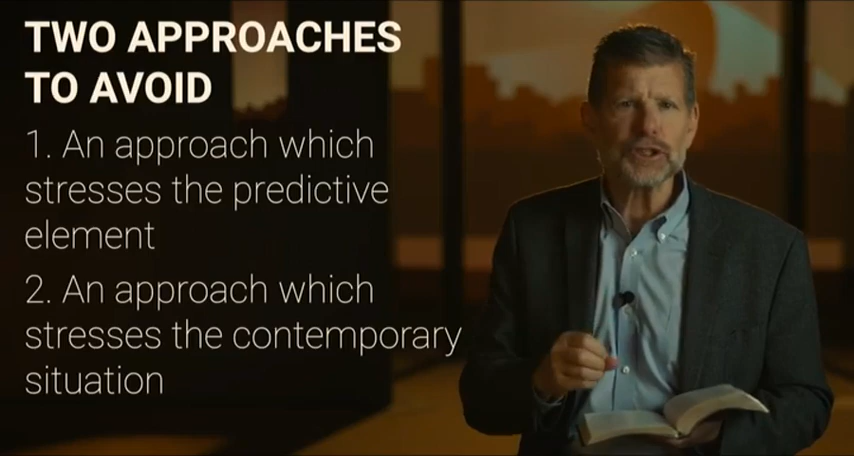 TWO APPROACHES
TO AVOID
1. An approach which
stresses the predictive
element
2. An approach which
stresses the contemporary
situation